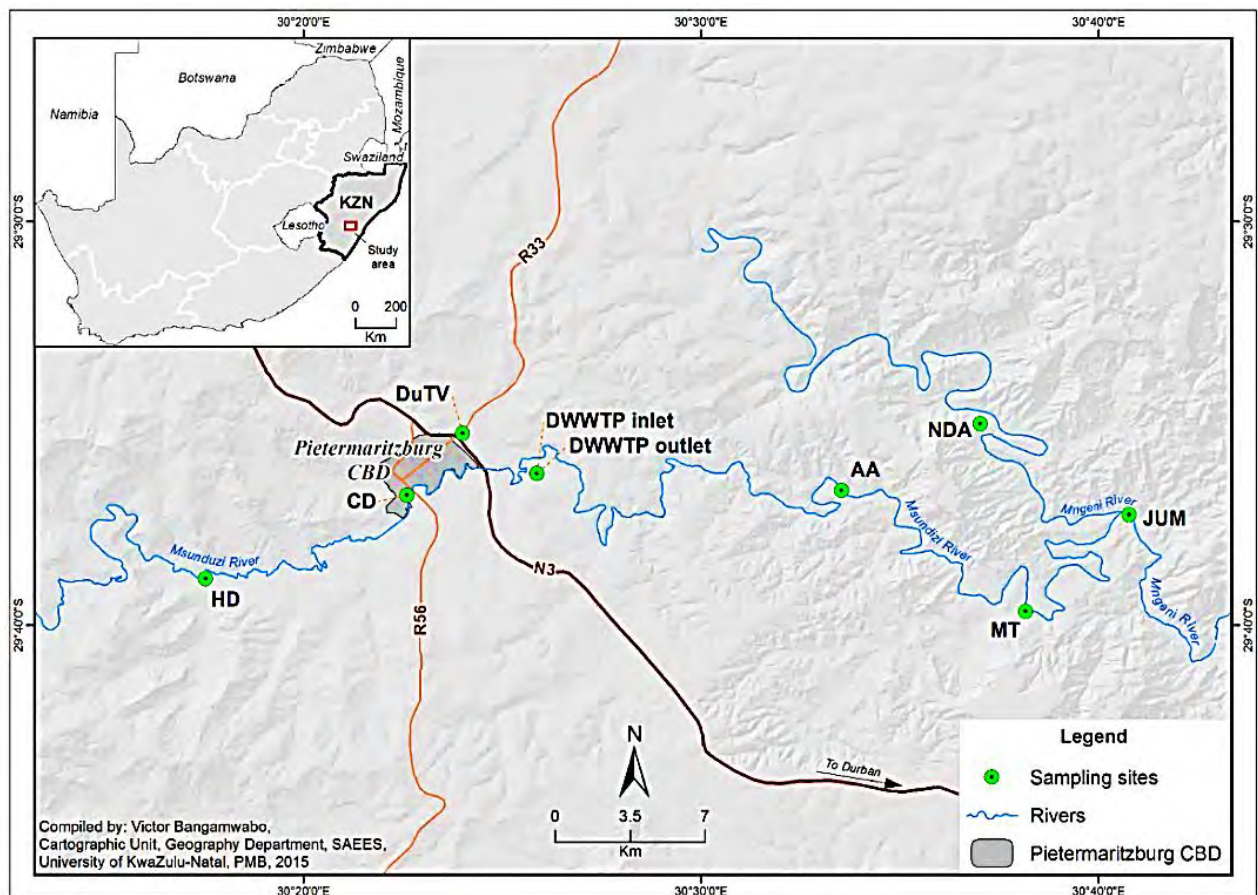 30°20'0"E
30°30'0"E
30°40'0"E
Zimbabwe
Botswana
Namibia
Mozambique
Swaziland
KZN
Lesotho
Study
area
0 200
Km
29°30'0"S
29°30'0"S
R33
DuTV
DWWTP inlet
DWWTP outlet
Pietermaritzburg
CBD
CD
NDA
AA
Mngeni River
JUM
Msundizi River
Msunduzi River
HD
Mngeni River
MT
N3
R56
29°40'0"S
29°40'0"S
N
0 3.5 7
Km
To Durban
Legend
Sampling sites
Rivers
Pietermaritzburg CBD
Compiled by: Victor Bangamwabo,
Cartographic Unit, Geography Department, SAEES,
University of KwaZulu-Natal, PMB, 2015
30°20'0"E
30°30'0"E
30°40'0"E